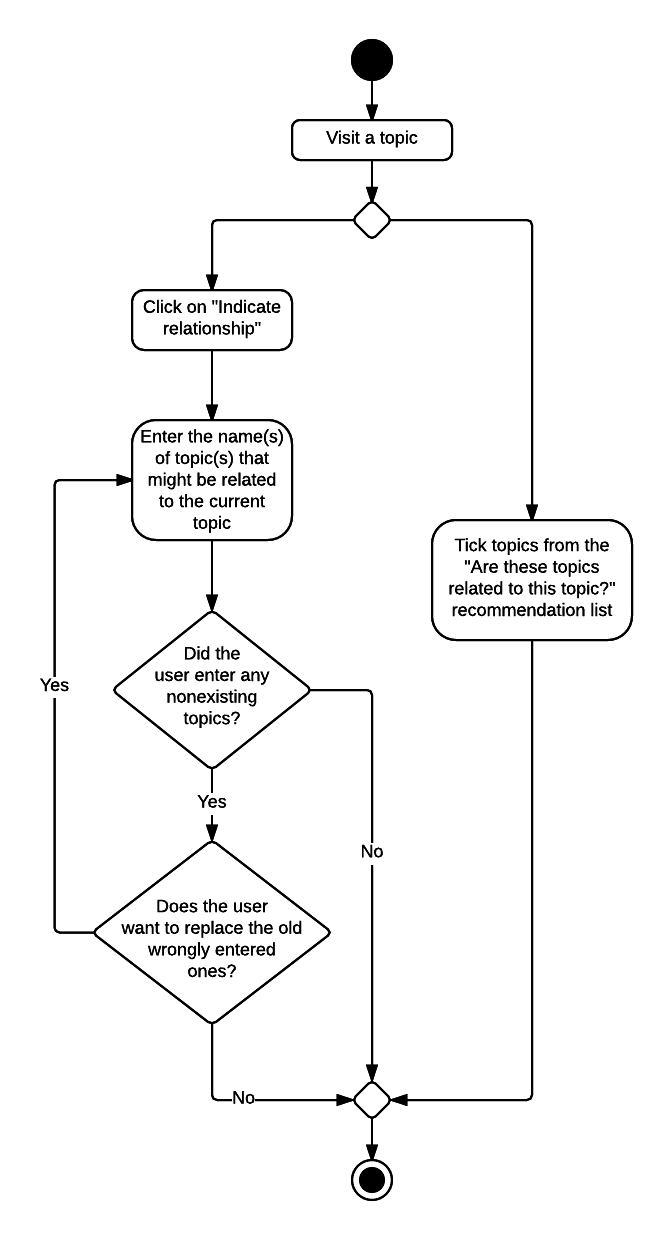 Visit a topic
Click on "Indicate
relationship"
Enter the name(s)
of topic(s) that
might be related
to the current
topic
Tick topics from the
"Are these topics
related to this topic?"
recommendation list
Did the
user enter any
nonexisting
topics?
Yes
Yes
No
Does the user
want to replace the old
wrongly entered
ones?
No